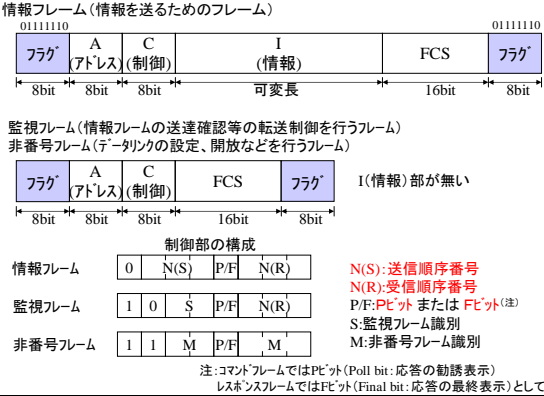 情報フレーム(情報を送るためのフレーム)
01111110 01111110
フラグ A (アドレス) C (制御) I (情報) FCS フラグ
8bit 8bit 8bit 可変長 16bit 8bit
監視フレーム(情報フレームの送達確認等の転送制御を行うフレーム)
非番号フレーム(データリンクの設定、開放などを行うフレーム)
フラグ A (アドレス) C (制御) FCS フラグ I(情報)部が無い
8bit 8bit 8bit 16bit 8bit
制御部の構成
情報フレーム 0 N(S) P/F N(R)
監視フレーム 1 0 S P/F N(R)
非番号フレーム 1 1 M P/F M
N(S):送信順序番号
N(R):受信順序番号
P/F:Pビット または Fビット(注)
S:監視フレーム識別
M:非番号フレーム識別
注:コマンドフレームではPビット(Poll bit:応答の勧誘表示)
レスポンスフレームではFビット(Final bit:応答の最終表示)として